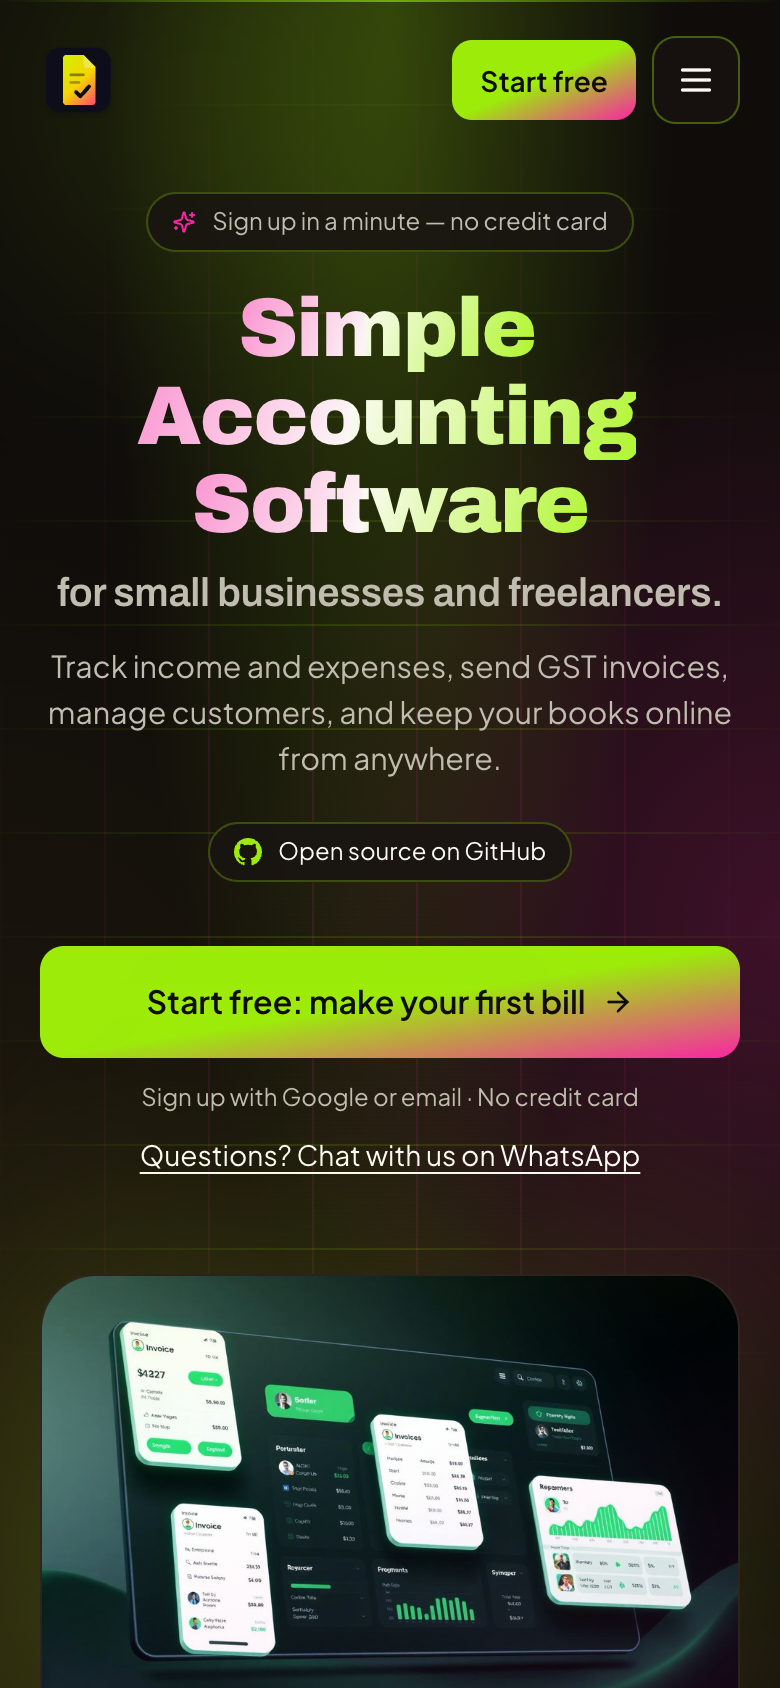 Start free
Sign up in a minute — no credit card
Simple
Accounting
Software
for small businesses and freelancers.
Track income and expenses, send GST invoices,
manage customers, and keep your books online
from anywhere.
Open source on GitHub
Start free: make your first bill
Sign up with Google or email · No credit card
Questions? Chat with us on WhatsApp
Invoice
$4227
Invoices
Invoice